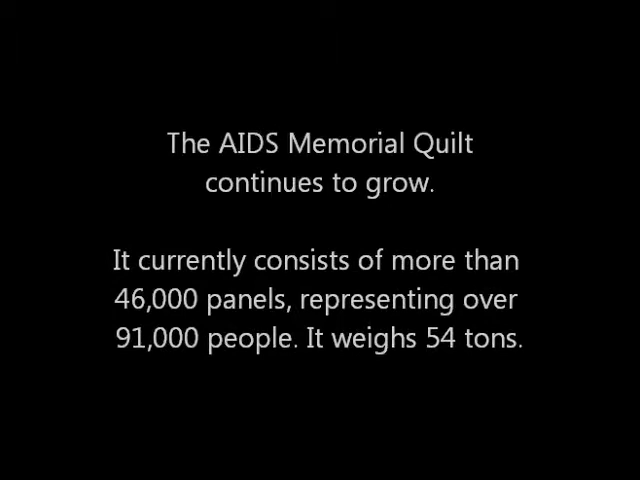 The AIDS Memorial Quilt
continues to grow.
It currently consists of more than
46,000 panels, representing over
91,000 people. It weighs 54 tons.